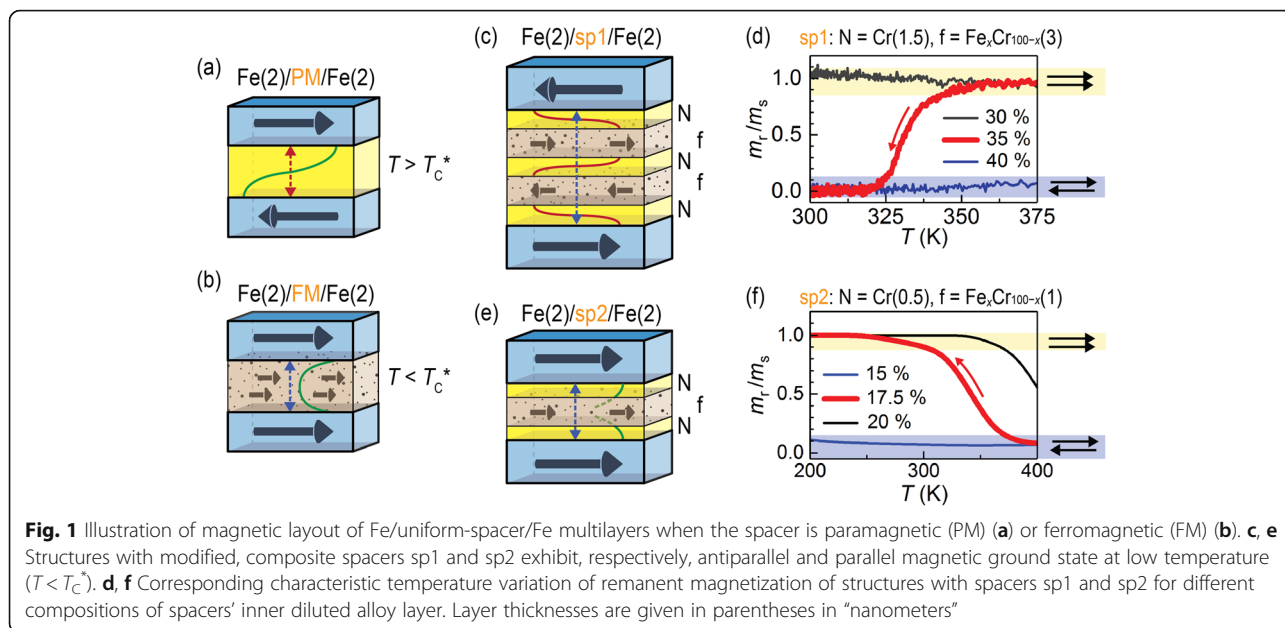 (a)
Fe(2)/PM/Fe(2)
T > T_C*
(b)
Fe(2)/FM/Fe(2)
T < T_C*
(c)
Fe(2)/sp1/Fe(2)
N
f
N
f
N
(e)
Fe(2)/sp2/Fe(2)
N
f
N
(d) sp1: N = Cr(1.5), f = FeₓCr₁₀₀₋ₓ(3)
m_r/m_s
1.0
0.5
0.0
30 %
35 %
40 %
300 325 350 375
T (K)
(f) sp2: N = Cr(0.5), f = FeₓCr₁₀₀₋ₓ(1)
m_r/m_s
1.0
0.5
0.0
15 %
17.5 %
20 %
200 300 400
T (K)
Fig. 1 Illustration of magnetic layout of Fe/uniform-spacer/Fe multilayers when the spacer is paramagnetic (PM) (a) or ferromagnetic (FM) (b). c, e
Structures with modified, composite spacers sp1 and sp2 exhibit, respectively, antiparallel and parallel magnetic ground state at low temperature
(T < T_C*). d, f Corresponding characteristic temperature variation of remanent magnetization of structures with spacers sp1 and sp2 for different
compositions of spacers' inner diluted alloy layer. Layer thicknesses are given in parentheses in "nanometers"